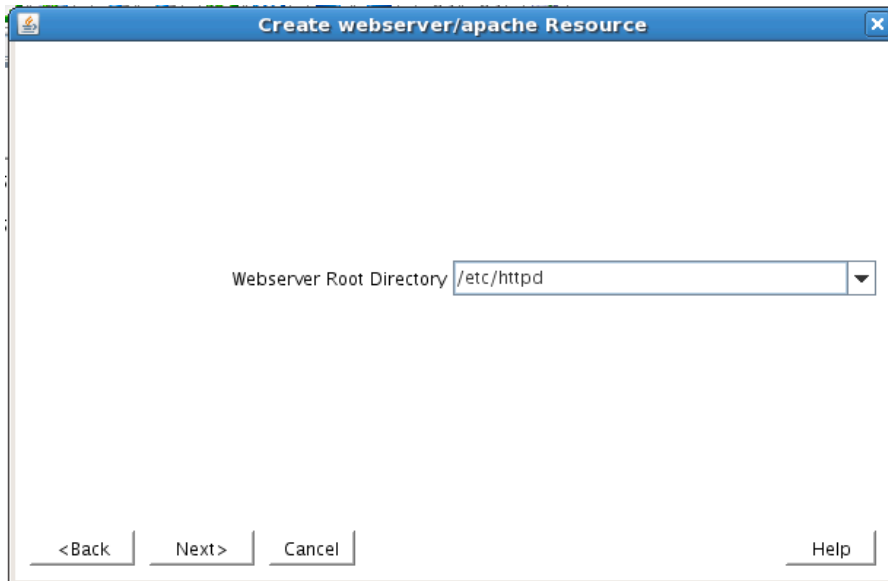 Create webserver/apache Resource
Webserver Root Directory /etc/httpd
<Back Next> Cancel Help